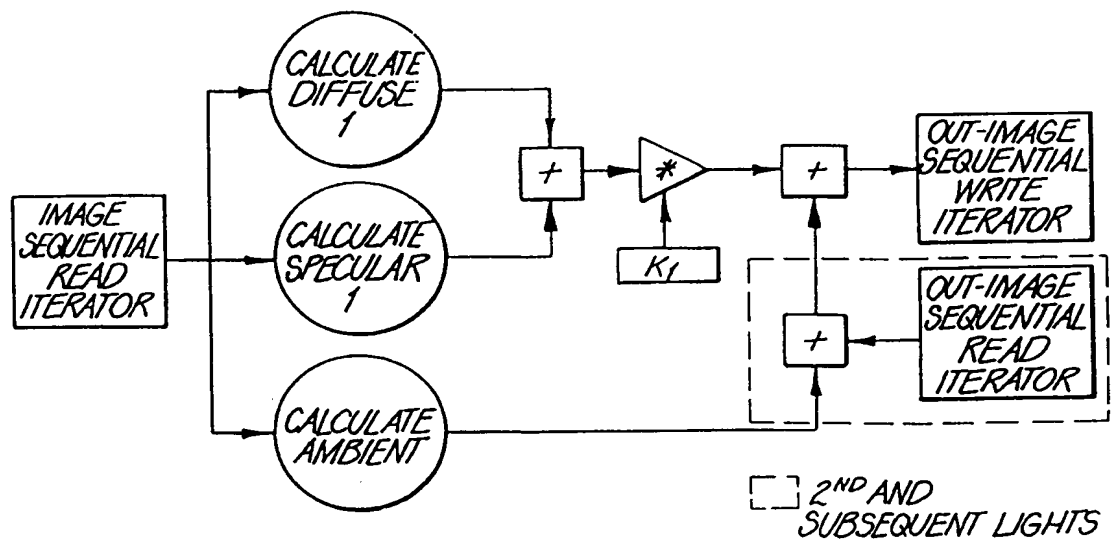 CALCULATE
DIFFUSE
1
IMAGE
SEQUENTIAL
READ
ITERATOR
CALCULATE
SPECULAR
1
CALCULATE
AMBIENT
+
*
K1
+
OUT-IMAGE
SEQUENTIAL
WRITE
ITERATOR
+
OUT-IMAGE
SEQUENTIAL
READ
ITERATOR
2ND AND
SUBSEQUENT LIGHTS